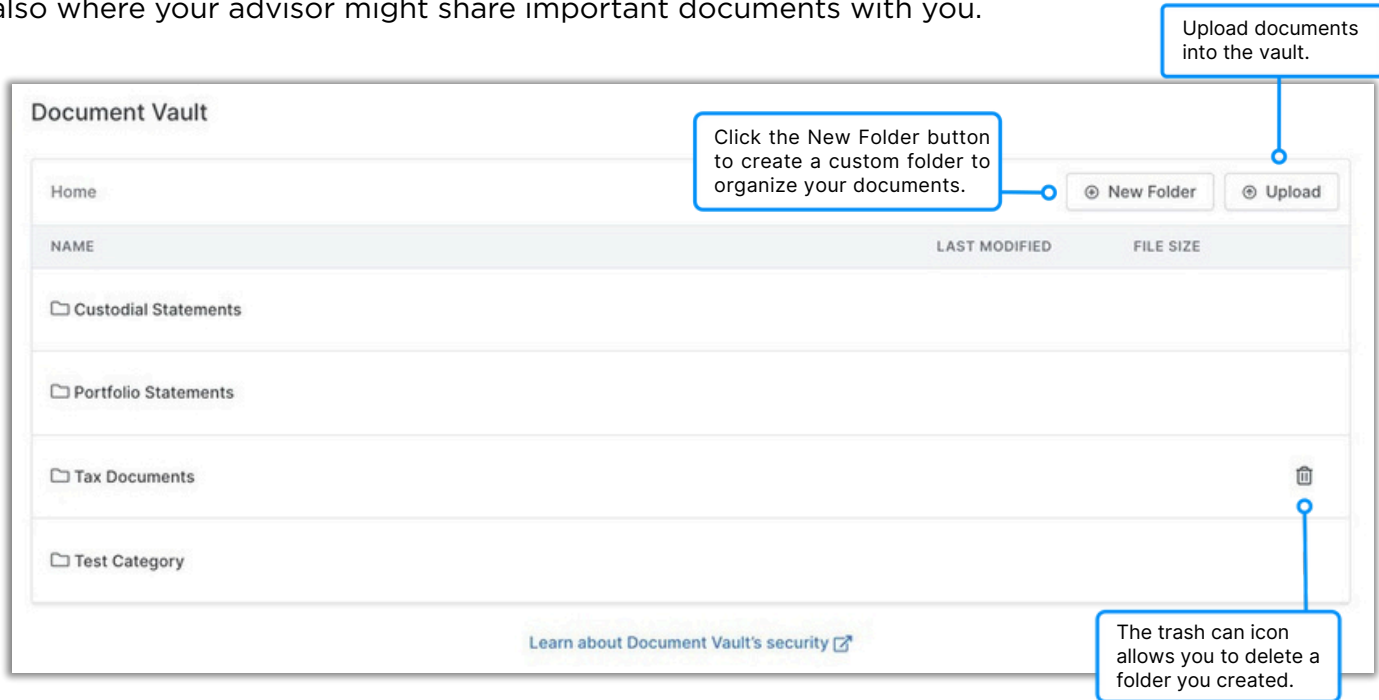 also where your advisor might share important documents with you.
Upload documents
into the vault.
Document Vault
Click the New Folder button
to create a custom folder to
organize your documents.
Home
New Folder
Upload
NAME
LAST MODIFIED
FILE SIZE
Custodial Statements
Portfolio Statements
Tax Documents
Test Category
Learn about Document Vault's security
The trash can icon
allows you to delete a
folder you created.